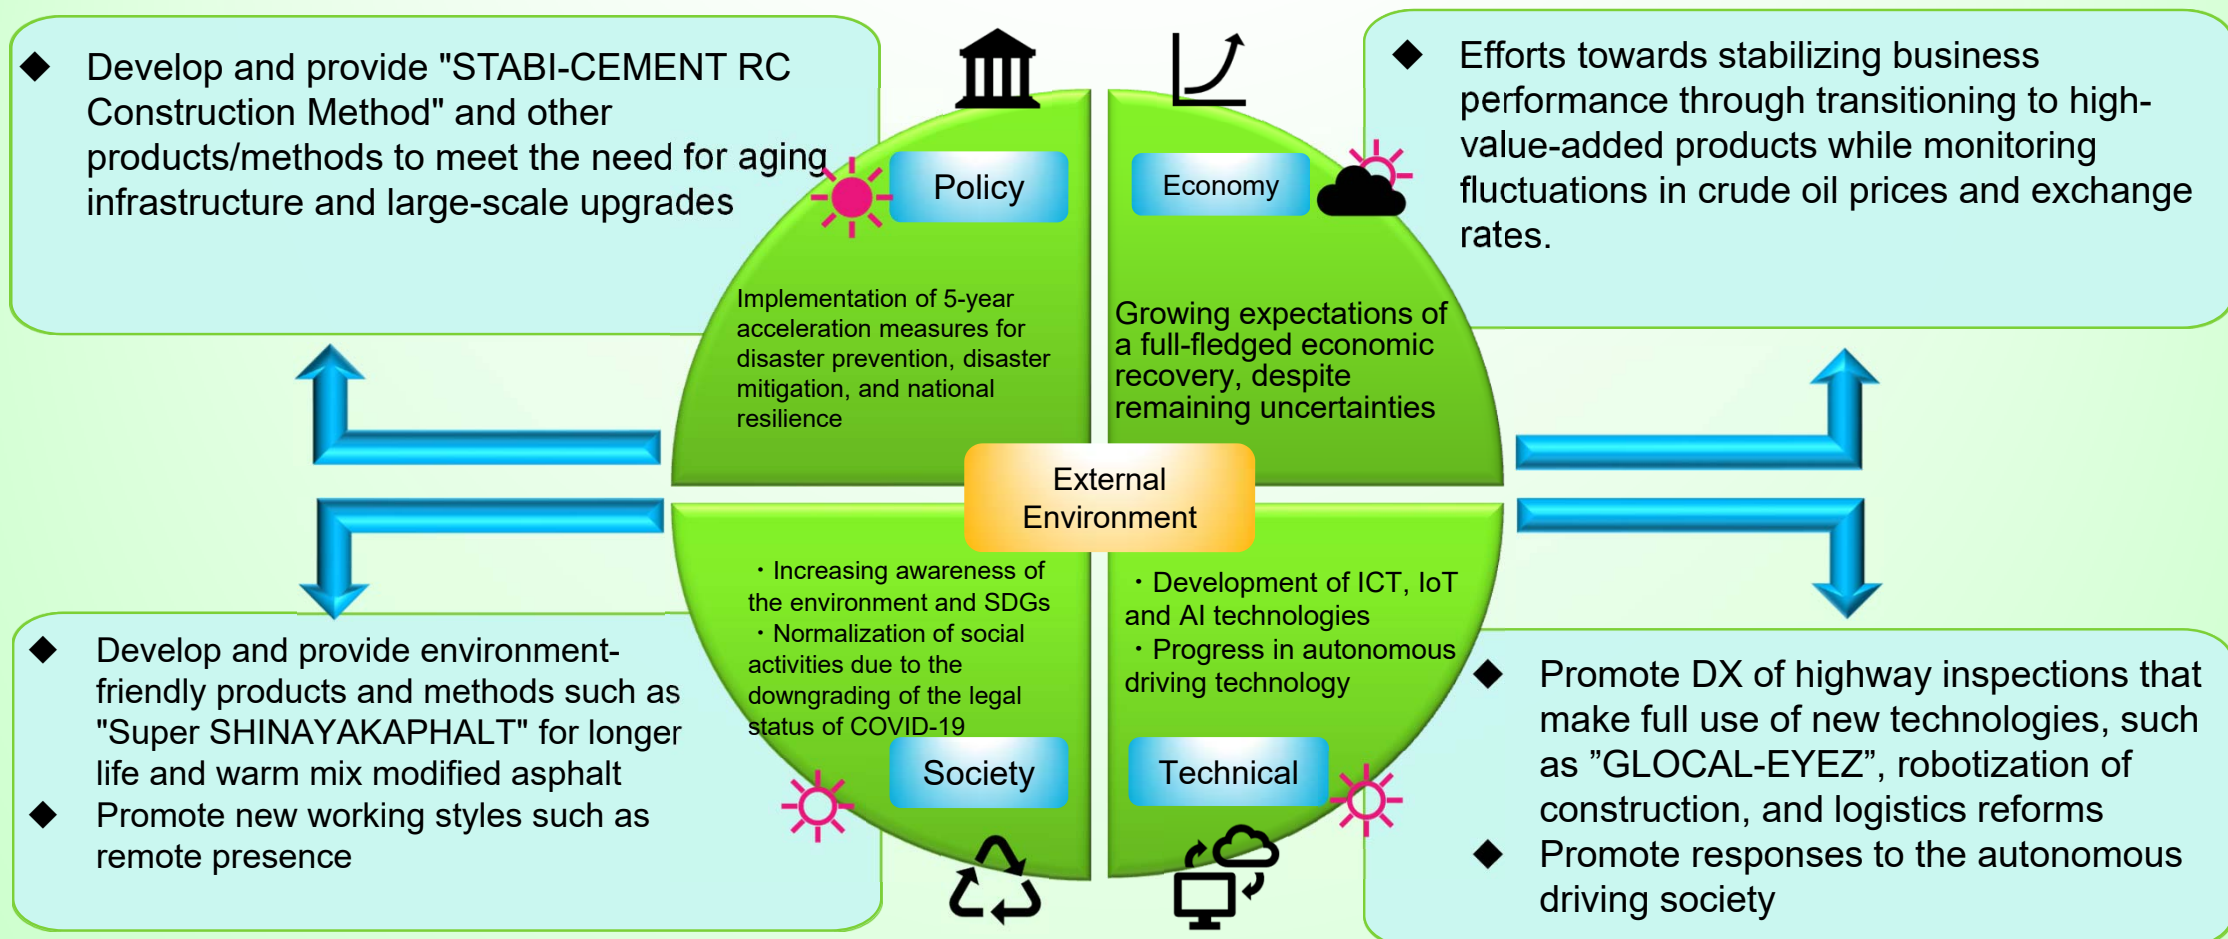 ◆ Develop and provide "STABI-CEMENT RC
Construction Method" and other
products/methods to meet the need for aging
infrastructure and large-scale upgrades
◆ Efforts towards stabilizing business
performance through transitioning to high-
value-added products while monitoring
fluctuations in crude oil prices and exchange
rates.
Policy
Implementation of 5-year
acceleration measures for
disaster prevention, disaster
mitigation, and national
resilience
Economy
Growing expectations of
a full-fledged economic
recovery, despite
remaining uncertainties
External
Environment
・Increasing awareness of
the environment and SDGs
・Normalization of social
activities due to the
downgrading of the legal
status of COVID-19
Society
・Development of ICT, IoT
and AI technologies
・Progress in autonomous
driving technology
Technical
◆ Develop and provide environment-
friendly products and methods such as
"Super SHINAYAKAPHALT" for longer
life and warm mix modified asphalt
◆ Promote new working styles such as
remote presence
◆ Promote DX of highway inspections that
make full use of new technologies, such
as ”GLOCAL-EYEZ”, robotization of
construction, and logistics reforms
◆ Promote responses to the autonomous
driving society